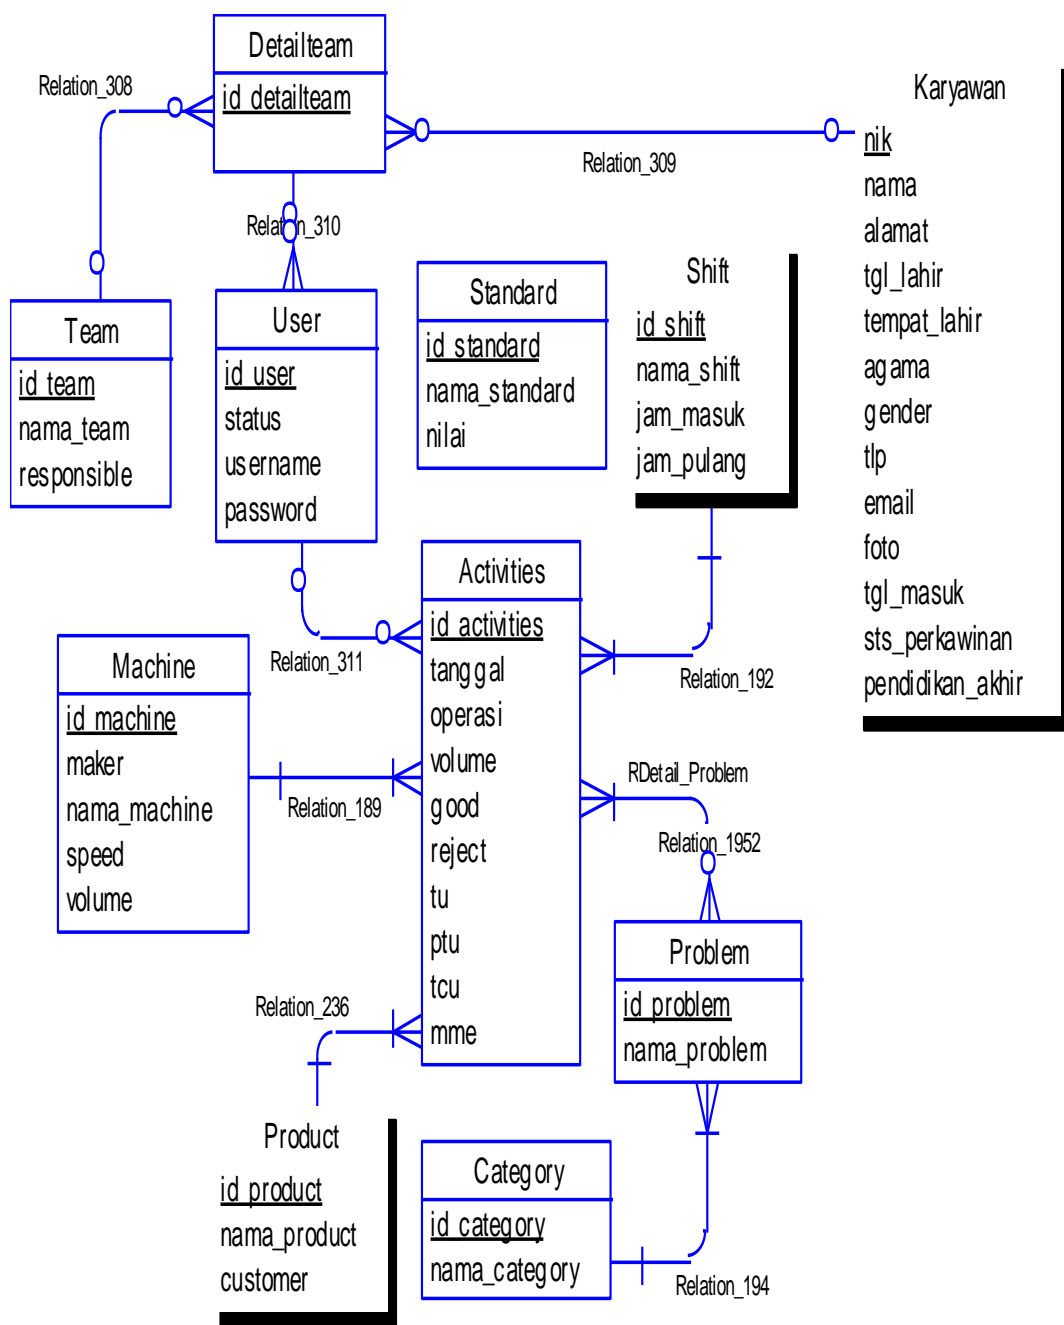 Detailteam
id_detailteam
Relation_308
Relation_309
Relation_310
Karyawan
nik
nama
alamat
tgl_lahir
tempat_lahir
agama
gender
tlp
email
foto
tgl_masuk
sts_perkawinan
pendidikan_akhir
Team
id_team
nama_team
responsible
User
id_user
status
username
password
Standard
id_standard
nama_standard
nilai
Shift
id_shift
nama_shift
jam_masuk
jam_pulang
Relation_311
Relation_192
Activities
id_activities
tanggal
operasi
volume
good
reject
tu
ptu
tcu
mme
Machine
id_machine
maker
nama_machine
speed
volume
Relation_189
RDetail_Problem
Relation_1952
Problem
id_problem
nama_problem
Relation_236
Product
id_product
nama_product
customer
Category
id_category
nama_category
Relation_194